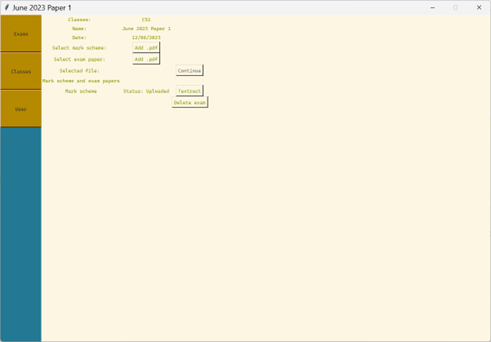 June 2023 Paper 1
Exams
Classes
User
Classes: CS1
Name: June 2023 Paper 1
Date: 12/06/2023
Select mark scheme: Add .pdf
Select exam paper: Add .pdf
Selected file: Continue
Mark scheme and exam papers
Mark scheme Status: Uploaded ?extract
Delete exam